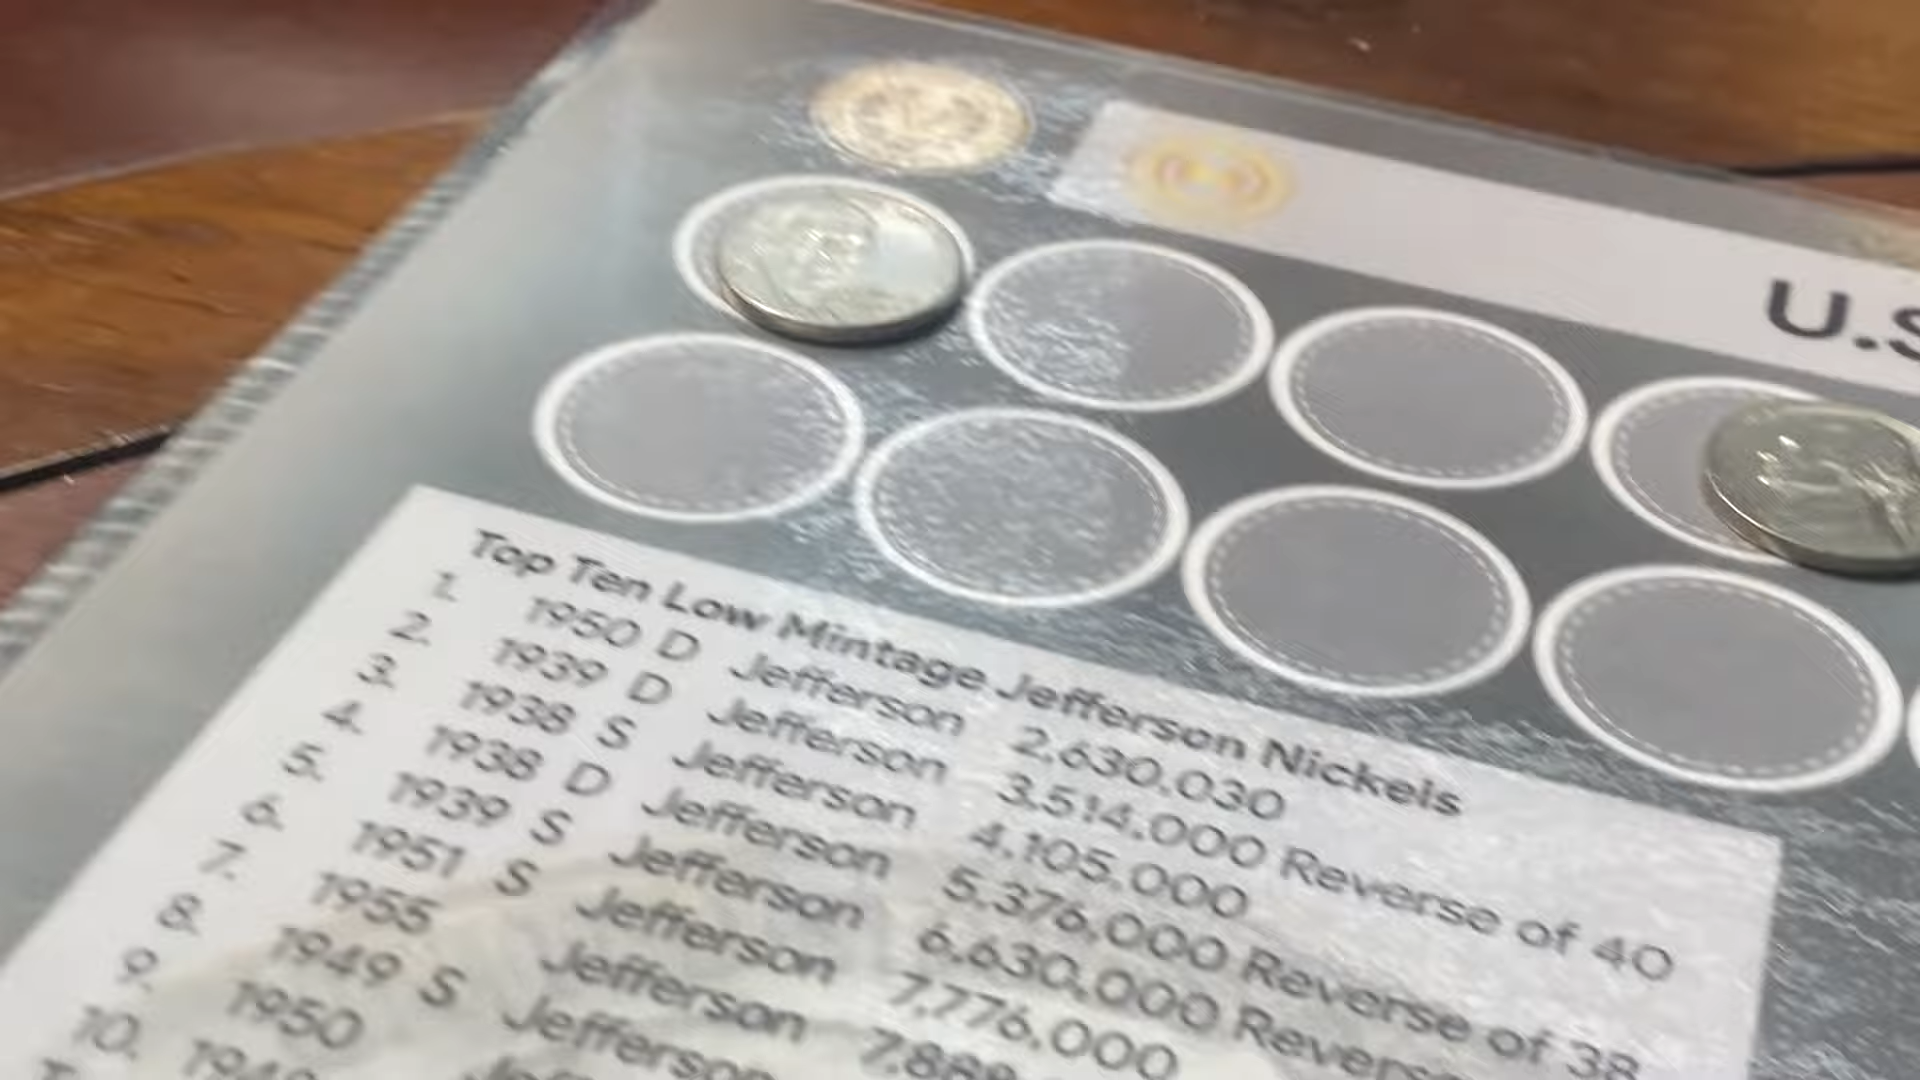 U.S
Top Ten Low Mintage Jefferson Nickels
1. 1950 D Jefferson 2,630,030
2. 1939 D Jefferson 3,514,000 Reverse of 40
3. 1938 S Jefferson 4,105,000
4. 1938 D Jefferson 5,376,000 Reverse of 38
5. 1939 S Jefferson 6,630,000 Reverse
6. 1951 S Jefferson 7,776,000
7. 1955 Jefferson
8. 1949 S Jefferson
9. 1950
10.